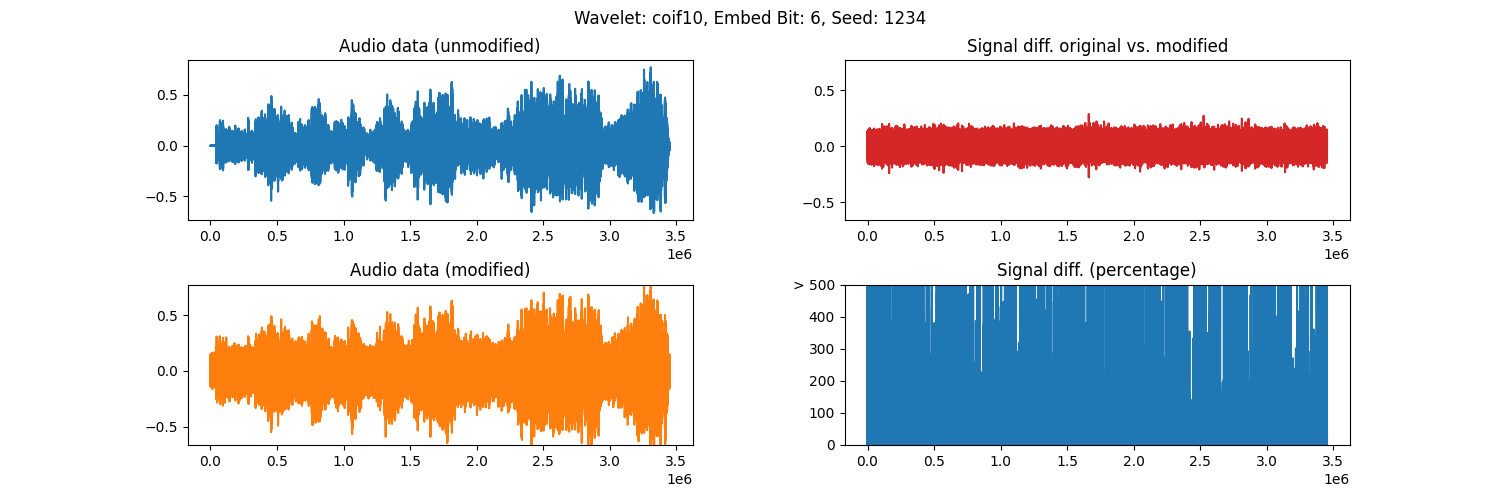 Wavelet: coif10, Embed Bit: 6, Seed: 1234
Audio data (unmodified)
0.5
0.0
−0.5
0.0 0.5 1.0 1.5 2.0 2.5 3.0 3.5
1e6
Signal diff. original vs. modified
0.5
0.0
−0.5
0.0 0.5 1.0 1.5 2.0 2.5 3.0 3.5
1e6
Audio data (modified)
0.5
0.0
−0.5
0.0 0.5 1.0 1.5 2.0 2.5 3.0 3.5
1e6
Signal diff. (percentage)
> 500
400
300
200
100
0
0.0 0.5 1.0 1.5 2.0 2.5 3.0 3.5
1e6